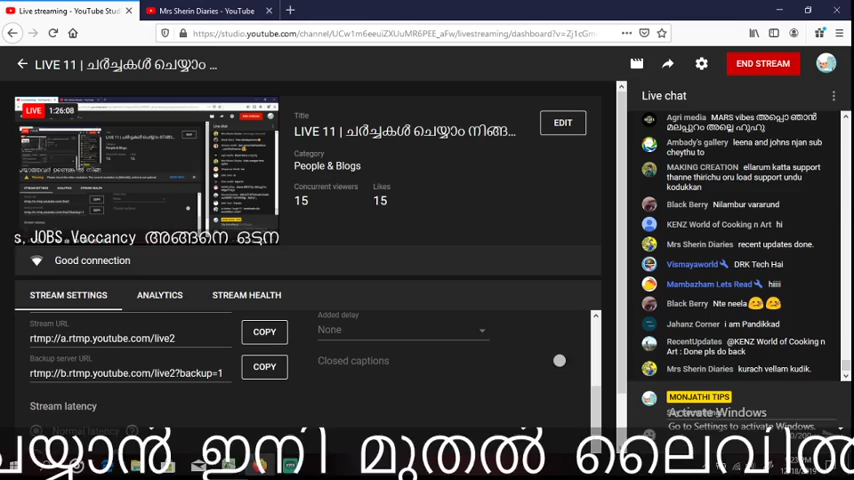 Live streaming - YouTube
Mrs Sherin Diaries - YouTube
https://studio.youtube.com/channel/UCw1m6eeuiZXUuMR6PEE_aFw/livestreaming/dashboard?v=Zj1cGm
LIVE 11 | ചർച്ചകൾ ചെയ്യാം ...
END STREAM
LIVE 1:26:08
s, JOBS, Veccancy അങ്ങനെ ഒട്ടന
Title
LIVE 11 | ചർച്ചകൾ ചെയ്യാം നിങ്ങ...
EDIT
Category
People & Blogs
Concurrent viewers
Likes
15
15
Good connection
STREAM SETTINGS
ANALYTICS
STREAM HEALTH
Stream URL
rtmp://a.rtmp.youtube.com/live2
COPY
Backup server URL
rtmp://b.rtmp.youtube.com/live2?backup=1
COPY
Added delay
None
Closed captions
Stream latency
Normal latency
Live chat
Agri media MARS vibes അപ്പൊ ഞാൻ
മലപ്പുറം അല്ലെ ഹുഹു
Ambady's gallery leena and johns njan sub
cheythu to
MAKING CREATION ellarum katta support
thanne thirichu oru load support undu
kodukkan
Black Berry Nilambur vararund
KENZ World of Cooking n Art hi
Mrs Sherin Diaries recent updates done.
Vismayaworld DRK Tech Hai
Mambazham Lets Read hiiii
Black Berry Nte neela
Jahanz Corner i am Pandikkad
RecentUpdates @KENZ World of Cooking n
Art : Done pls do back
Mrs Sherin Diaries kurach vellam kudik.
MONJATHI TIPS
Activate Windows
Go to Settings to activate Windows.
0/200
പെയ്യാൻ ഇനി മുതൽ ലൈവിൽ
12/18/2019